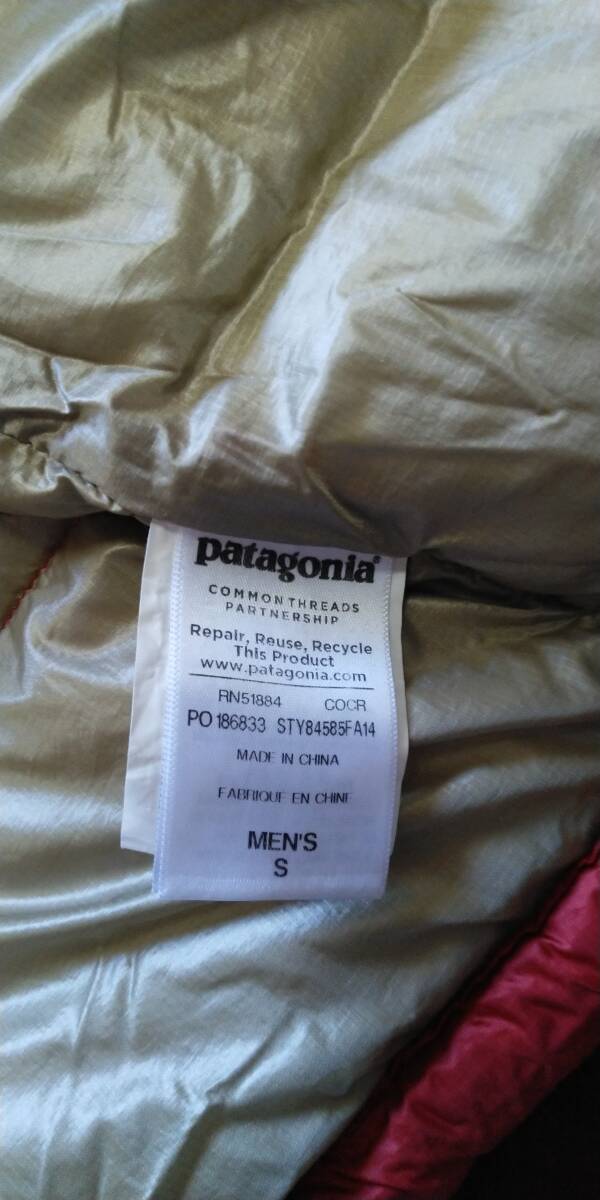 patagonia®
COMMON THREADS
PARTNERSHIP
Repair, Reuse, Recycle
This Product
www.patagonia.com
RN51884 COCR
PO 186833 STY84585FA14
MADE IN CHINA
FABRIQUE EN CHINE
MEN'S
S